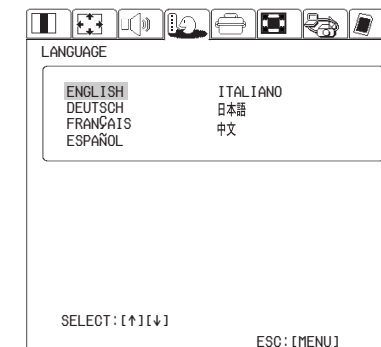 LANGUAGE
ENGLISH
DEUTSCH
FRANÇAIS
ESPAÑOL
ITALIANO
日本語
中文
SELECT:[↑][↓]
ESC:[MENU]